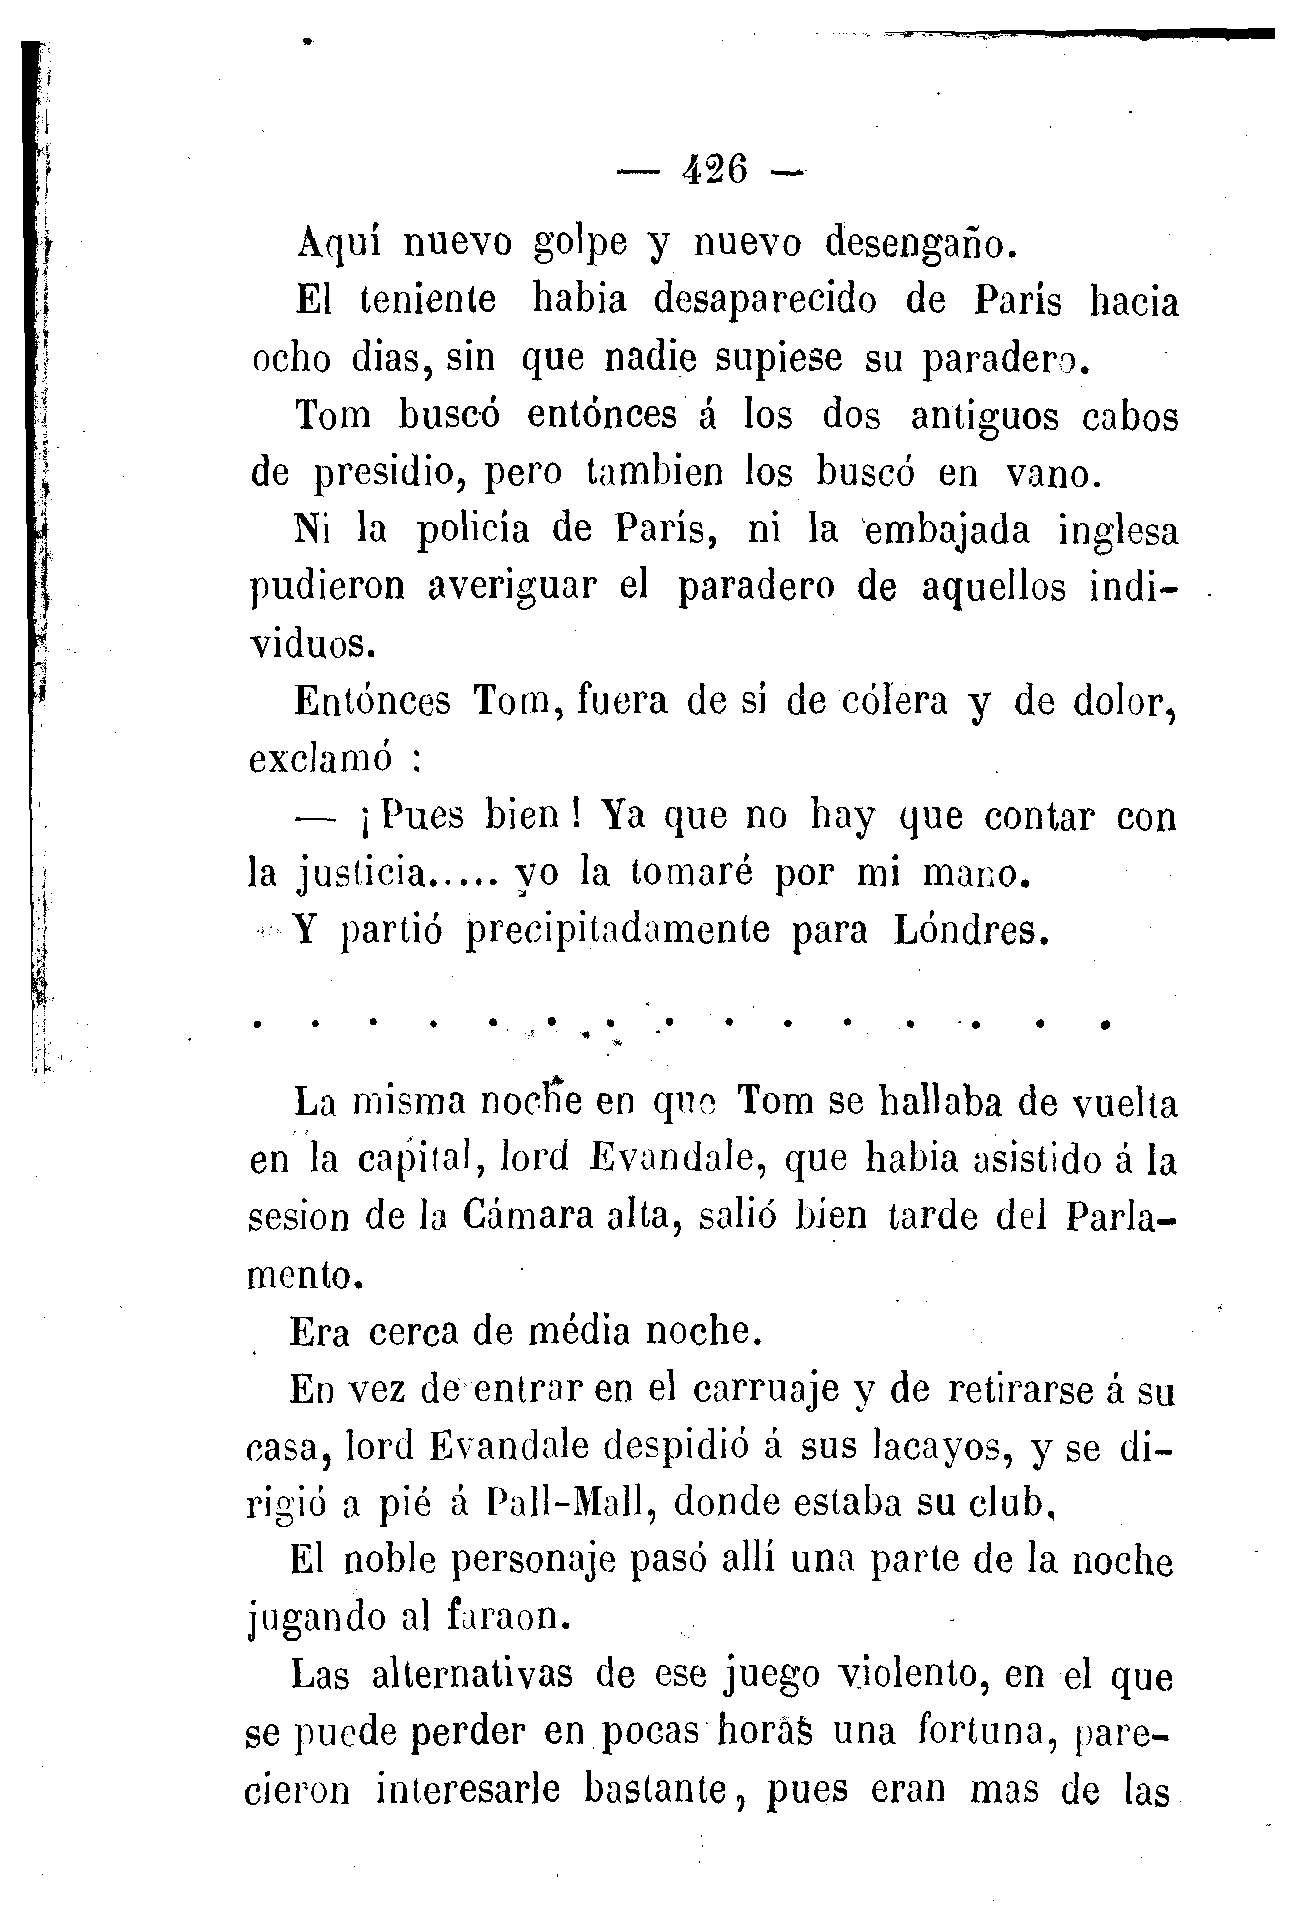 — 426 —
Aquí nuevo golpe y nuevo desengaño.
El teniente habia desaparecido de París hacia
ocho dias, sin que nadie supiese su paradero.
Tom buscó entónces á los dos antiguos cabos
de presidio, pero tambien los buscó en vano.
Ni la policía de París, ni la embajada inglesa
pudieron averiguar el paradero de aquellos indi-
viduos.
Entónces Tom, fuera de sí de cólera y de dolor,
exclamó :
— ¡Pues bien! Ya que no hay que contar con
la justicia..... yo la tomaré por mi mano.
Y partió precipitadamente para Lóndres.
. . . . . . . . . . . . . . .
La misma noche en que Tom se hallaba de vuelta
en la capital, lord Evandale, que habia asistido á la
sesion de la Cámara alta, salió bien tarde del Parla-
mento.
Era cerca de média noche.
En vez de entrar en el carruaje y de retirarse á su
casa, lord Evandale despidió á sus lacayos, y se di-
rigió a pié á Pall-Mall, donde estaba su club.
El noble personaje pasó allí una parte de la noche
jugando al faraon.
Las alternativas de ese juego violento, en el que
se puede perder en pocas horas una fortuna, pare-
cieron interesarle bastante, pues eran mas de las